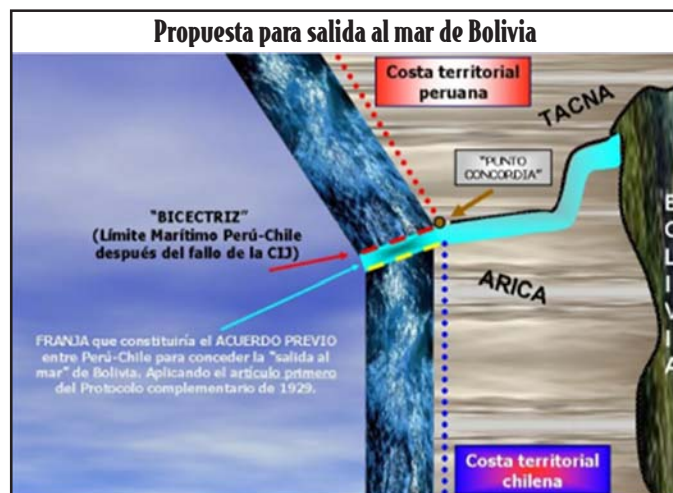 Propuesta para salida al mar de Bolivia
Costa territorial
peruana
TACNA
"PUNTO
CONCORDIA"
"BICECTRIZ"
(Límite Marítimo Perú-Chile
después del fallo de la CIJ)
ARICA
BOLIVIA
FRANJA que constituiría el ACUERDO PREVIO
entre Perú-Chile para conceder la "salida al
mar" de Bolivia. Aplicando el artículo primero
del Protocolo complementario de 1929.
Costa territorial
chilena